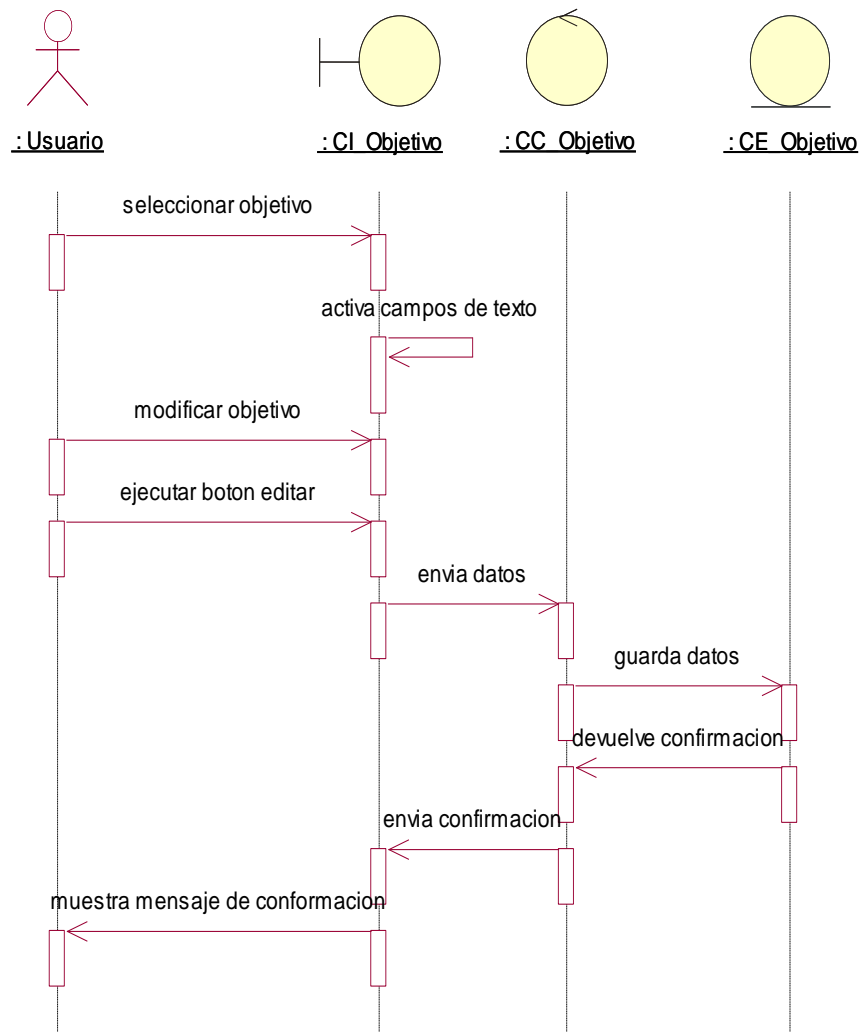 : Usuario
: CI_Objetivo
: CC_Objetivo
: CE_Objetivo
seleccionar objetivo
activa campos de texto
modificar objetivo
ejecutar boton editar
envia datos
guarda datos
devuelve confirmacion
envia confirmacion
muestra mensaje de conformacion